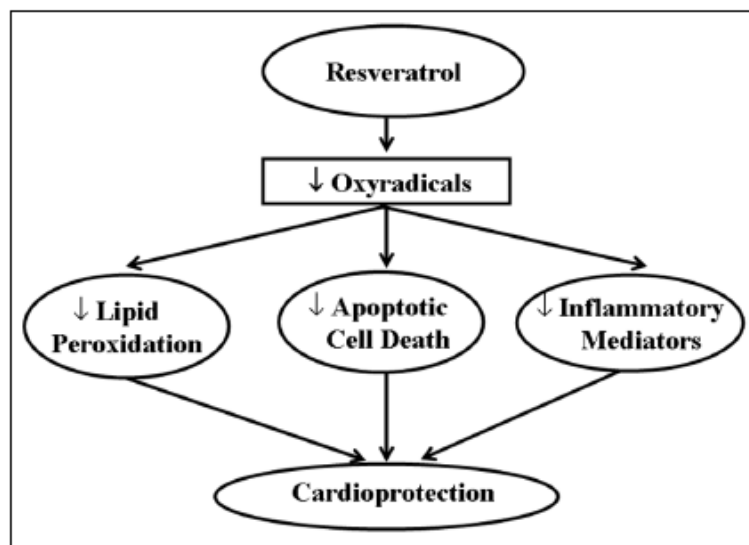 Resveratrol
↓ Oxyradicals
↓ Lipid
Peroxidation
↓ Apoptotic
Cell Death
↓ Inflammatory
Mediators
Cardioprotection